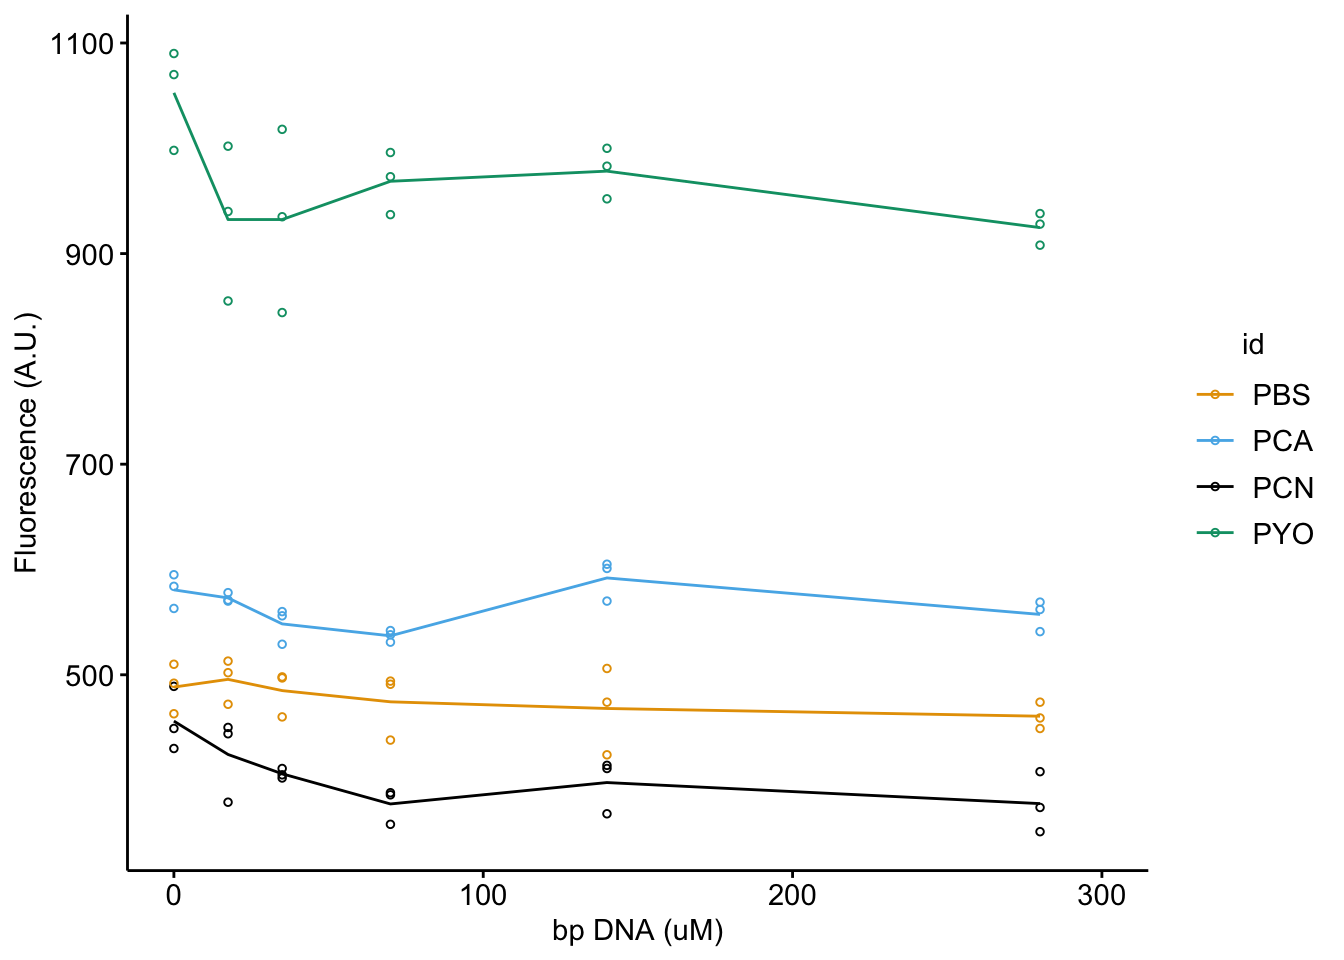 1100
900
700
500
Fluorescence (A.U.)
0
100
200
300
bp DNA (uM)
id
PBS
PCA
PCN
PYO